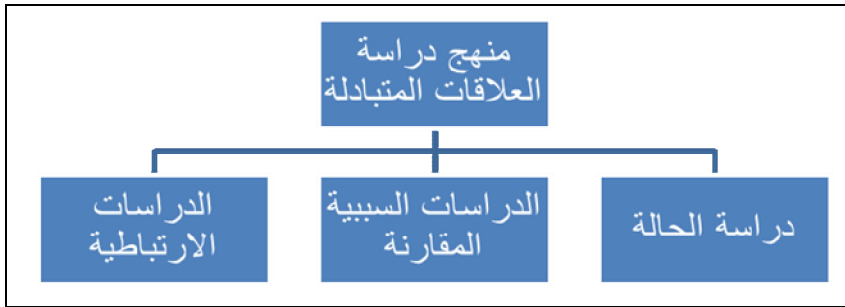 منهج دراسة
العلاقات المتبادلة
دراسة الحالة
الدراسات السببية
المقارنة
الدراسات
الارتباطية